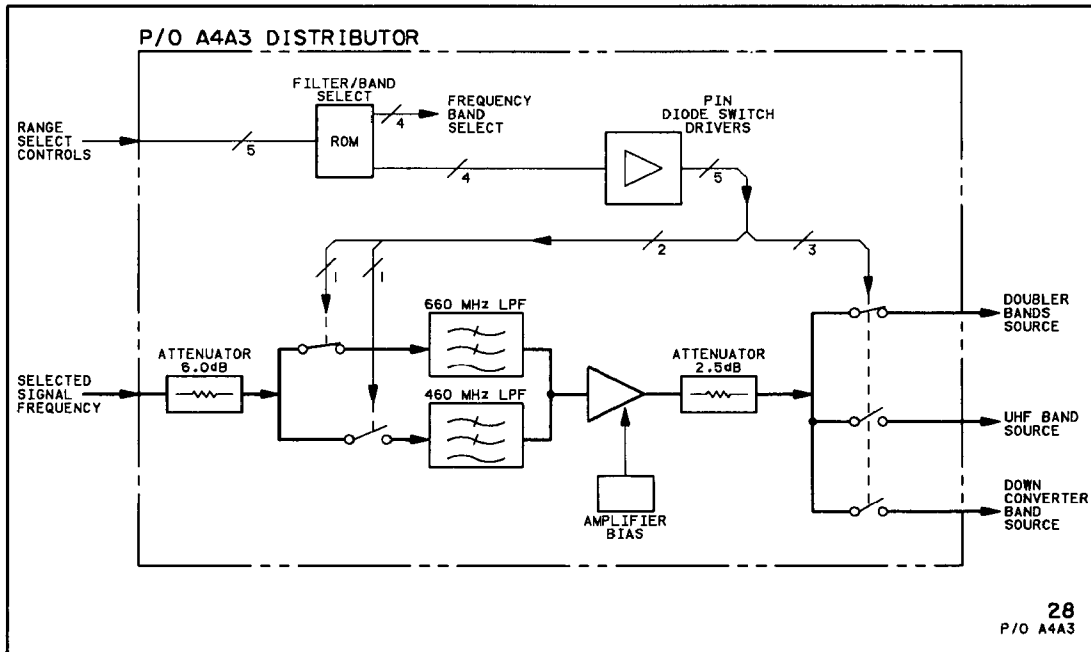 P/O A4A3 DISTRIBUTOR
FILTER/BAND
SELECT
ROM
4
FREQUENCY
BAND
SELECT
PIN
DIODE SWITCH
DRIVERS
RANGE
SELECT
CONTROLS
5
4
5
2
3
1
1
660 MHz LPF
DOUBLER
BANDS
SOURCE
ATTENUATOR
6.0dB
ATTENUATOR
2.5dB
SELECTED
SIGNAL
FREQUENCY
460 MHz LPF
UHF BAND
SOURCE
AMPLIFIER
BIAS
DOWN
CONVERTER
BAND
SOURCE
28
P/O A4A3